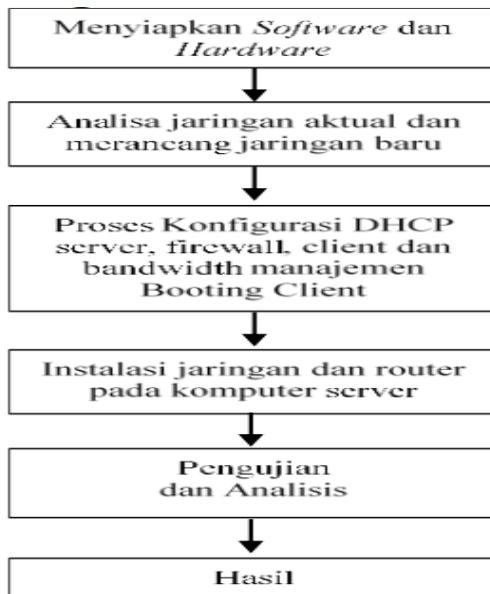 Menyiapkan Software dan
Hardware
Analisa jaringan aktual dan
merancang jaringan baru
Proses Konfigurasi DHCP
server, firewall, client dan
bandwidth manajemen
Booting Client
Instalasi jaringan dan router
pada komputer server
Pengujian
dan Analisis
Hasil